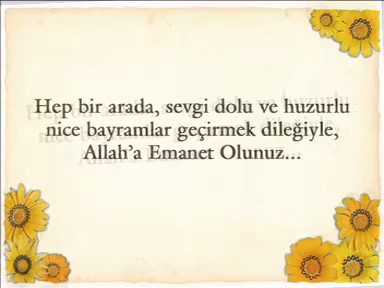 Hep bir arada, sevgi dolu ve huzurlu
nice bayramlar geçirmek dileğiyle,
Allah'a Emanet Olunuz...